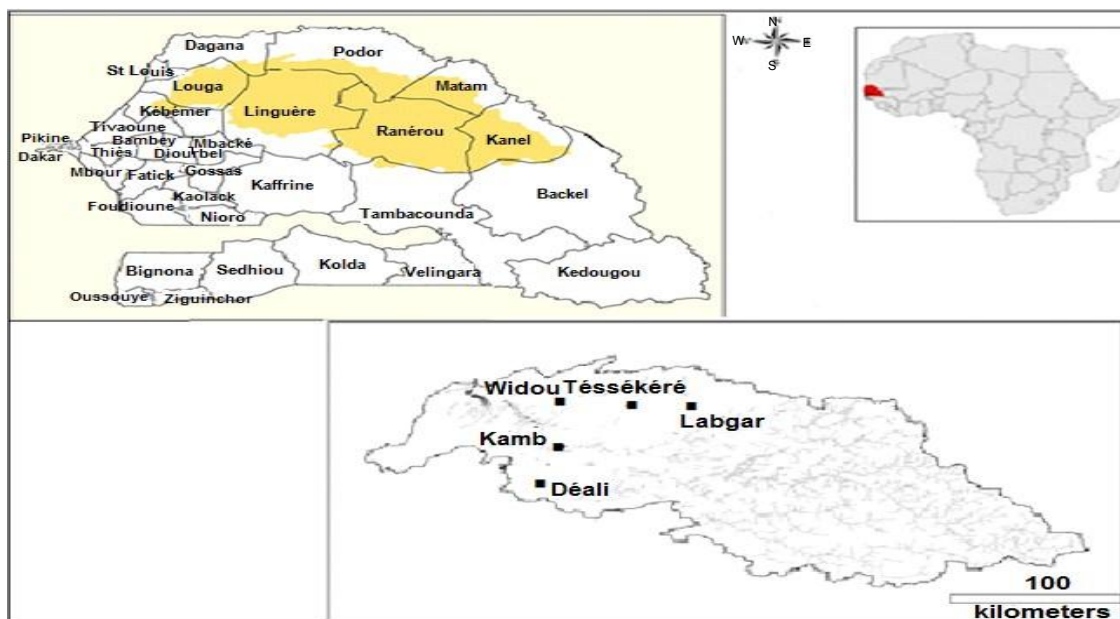 Dagana
Podor
St Louis
Louga
Matam
Kébémer
Linguère
Tivaoune
Ranérou
Kanel
Pikine
Bambey
Mbacké
Dakar
Thiès
Diourbel
Mbour
Fatick
Gossas
Kaffrine
Backel
Kaolack
Foudioune
Nioro
Tambacounda
Bignona
Sedhiou
Kolda
Velingara
Kedougou
Oussouye
Ziguinchor
N
W E
S
Widou Téssékéré
Labgar
Kamb
Déali
100
kilometers